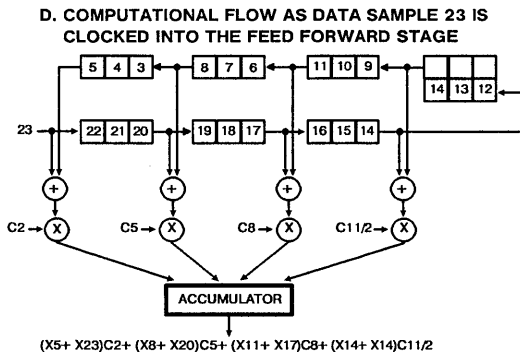 D. COMPUTATIONAL FLOW AS DATA SAMPLE 23 IS
CLOCKED INTO THE FEED FORWARD STAGE
5 4 3 8 7 6 11 10 9
14 13 12
23 22 21 20 19 18 17 16 15 14
+ + + +
C2 X C5 X C8 X C11/2 X
ACCUMULATOR
(X5+ X23)C2+ (X8+ X20)C5+ (X11+ X17)C8+ (X14+ X14)C11/2